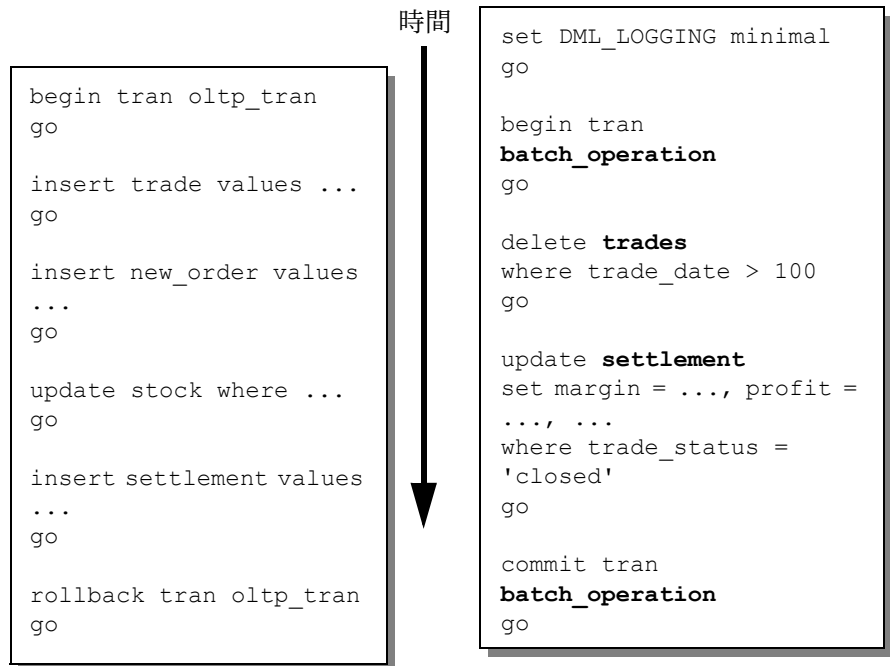 時間
begin tran oltp_tran
go
insert trade values ...
go
insert new_order values
...
go
update stock where ...
go
insert settlement values
...
go
rollback tran oltp_tran
go
set DML_LOGGING minimal
go
begin tran
batch_operation
go
delete trades
where trade_date > 100
go
update settlement
set margin = ..., profit =
..., ...
where trade_status =
'closed'
go
commit tran
batch_operation
go